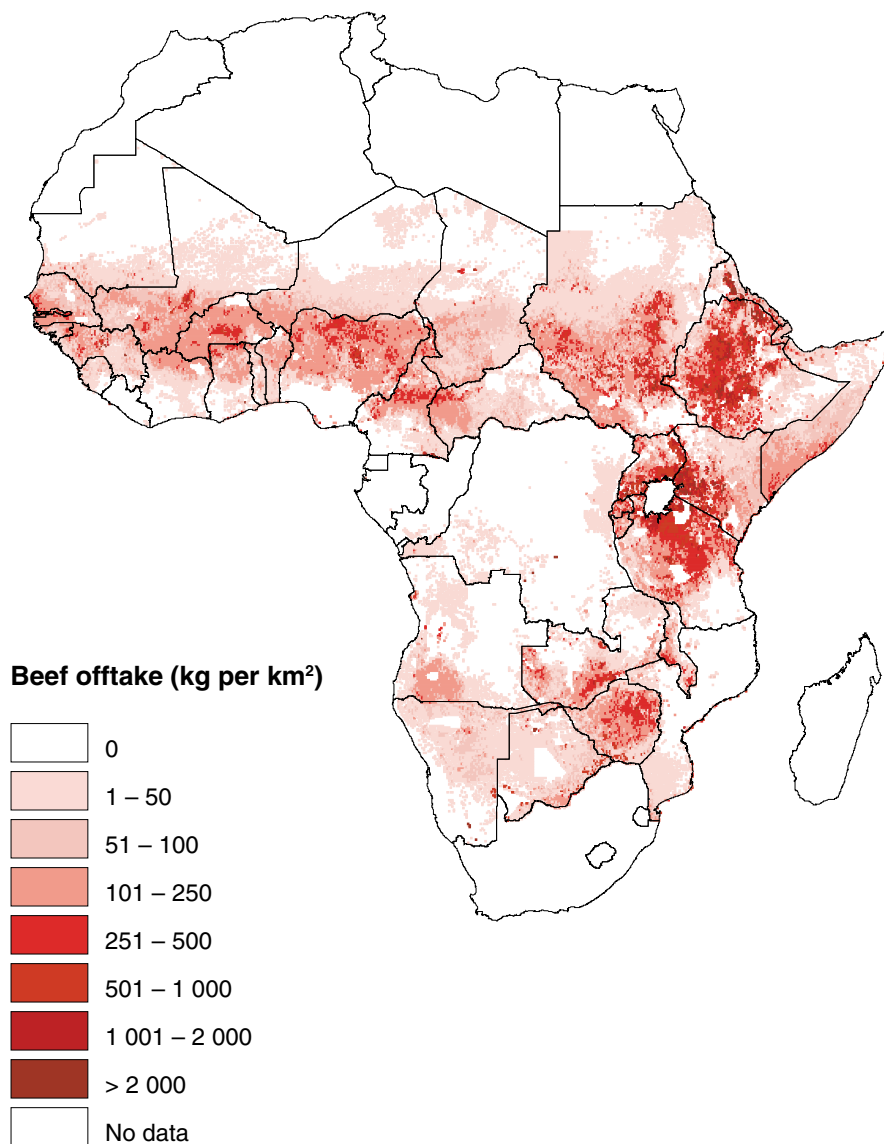 Beef offtake (kg per km²)
0
1 – 50
51 – 100
101 – 250
251 – 500
501 – 1 000
1 001 – 2 000
> 2 000
No data